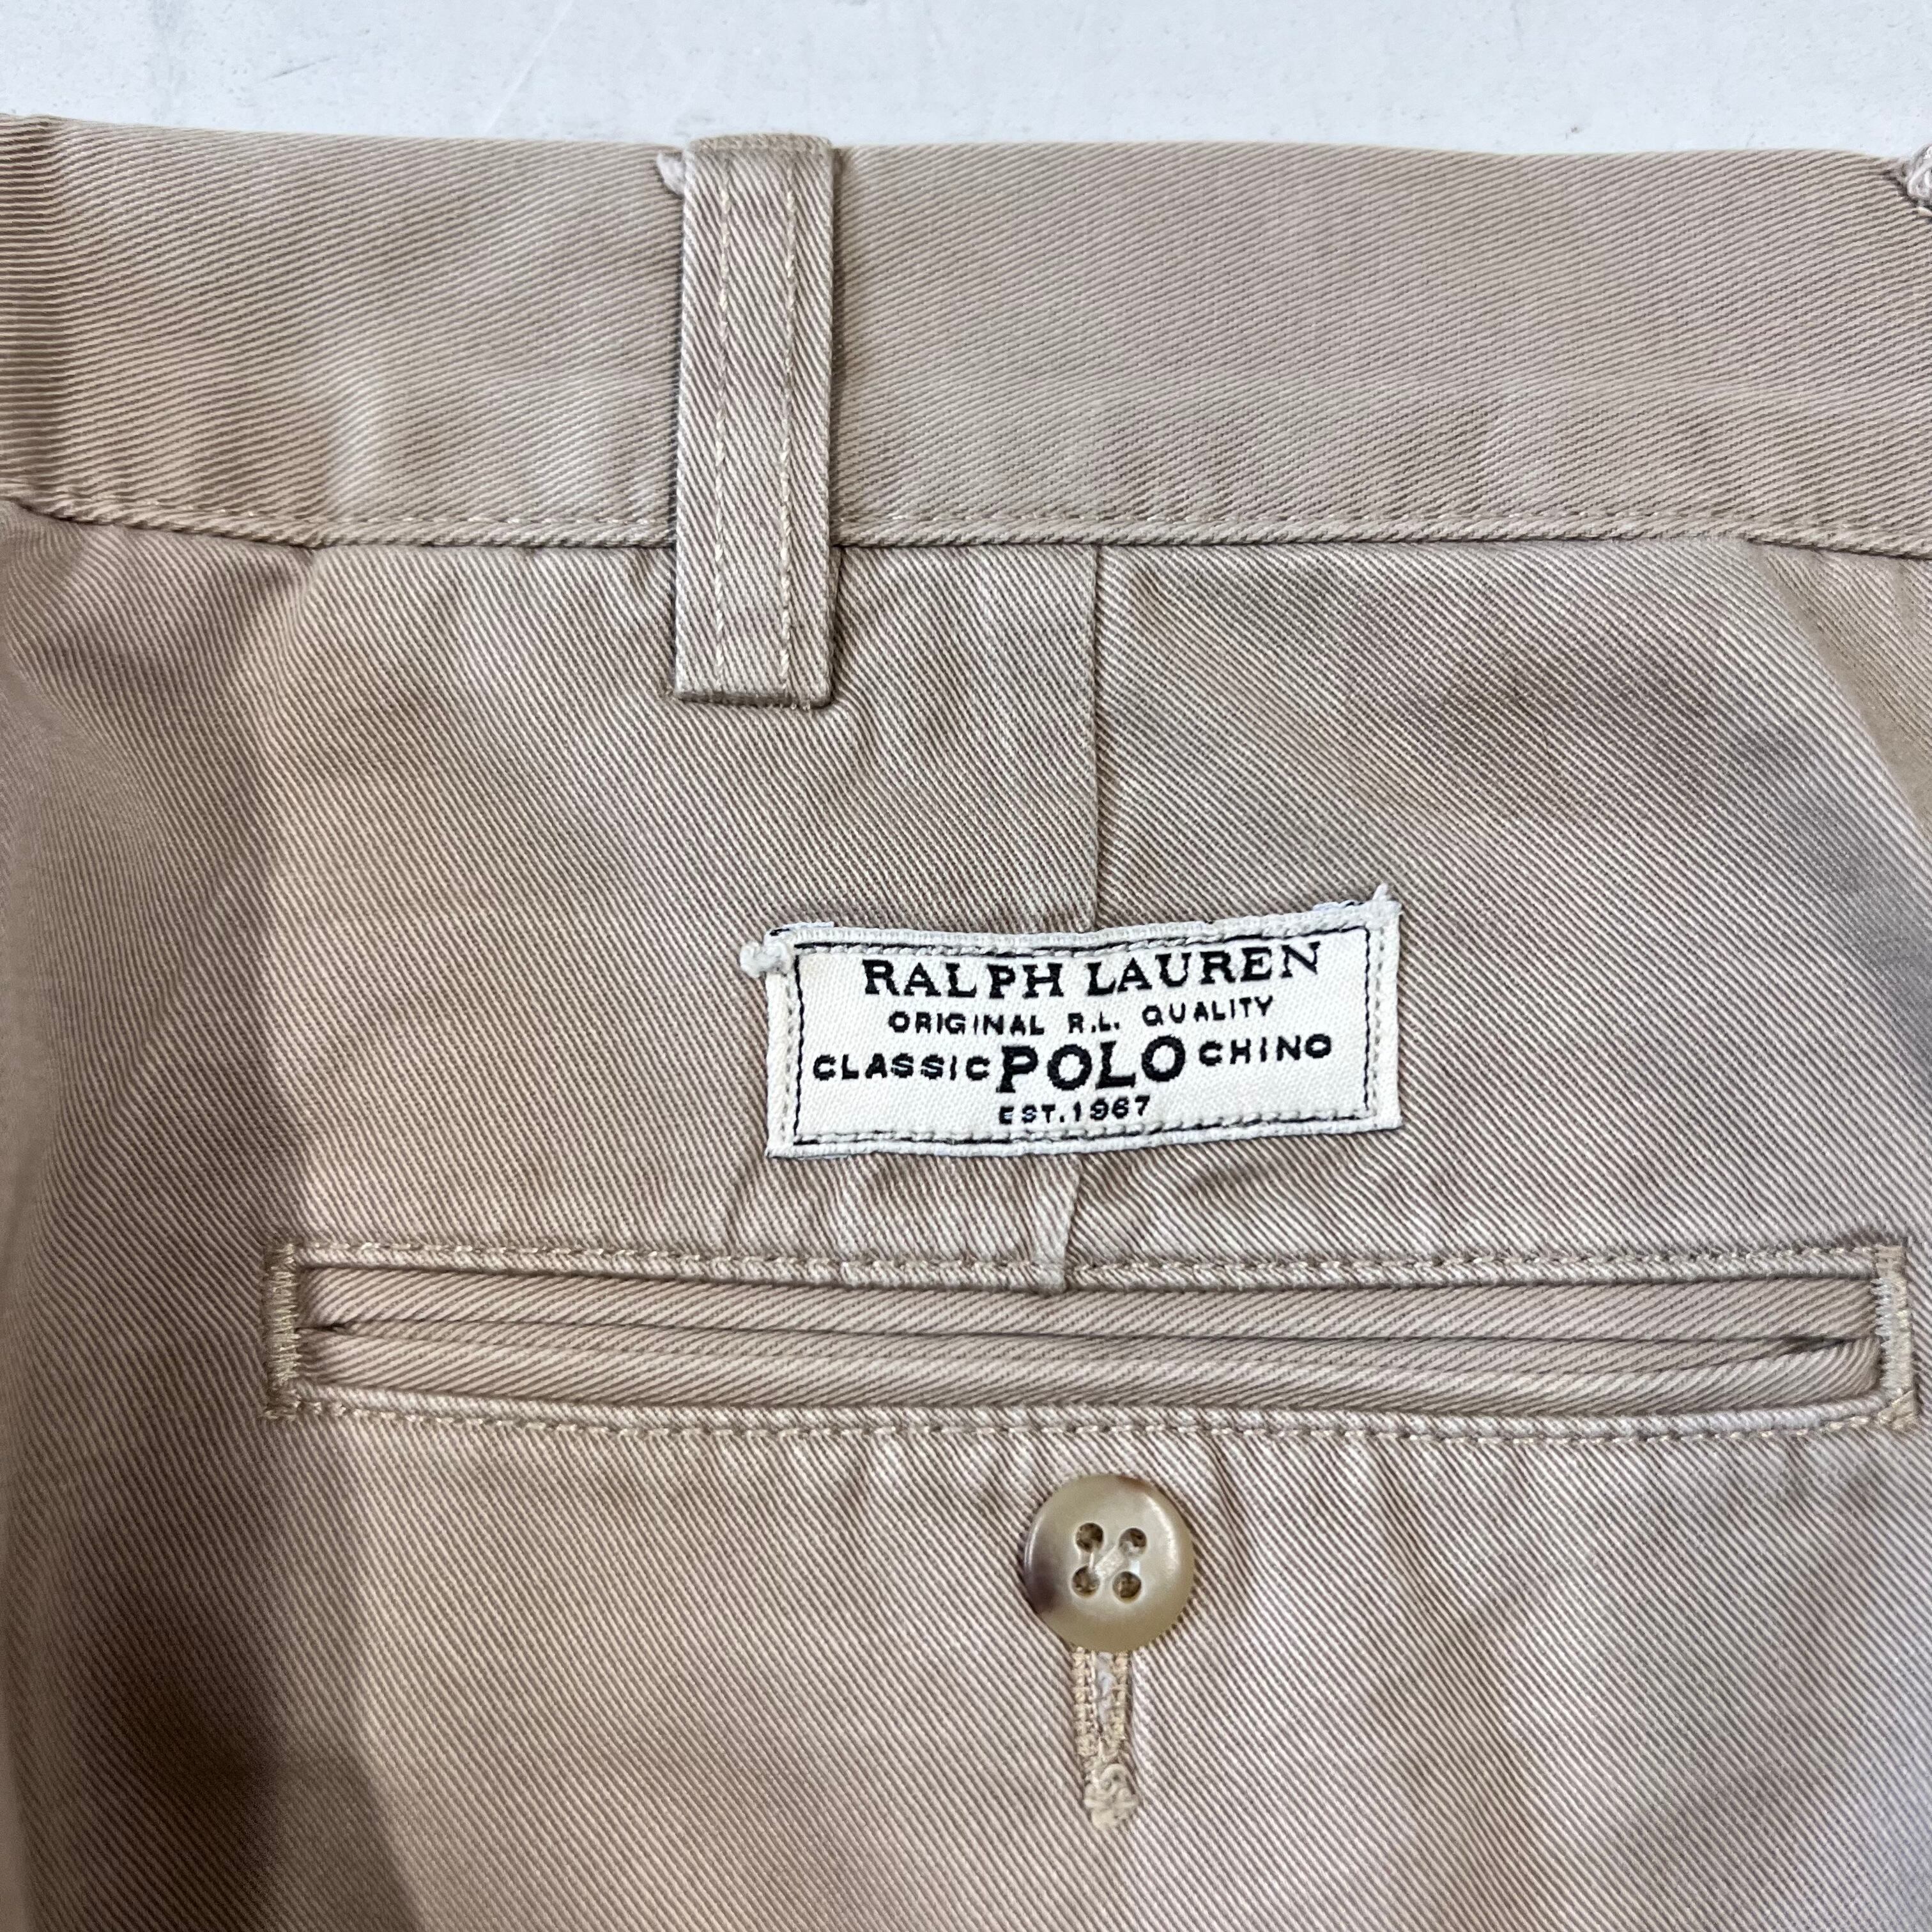 RALPH LAUREN
ORIGINAL R.L. QUALITY
CLASSIC POLO CHINO
EST. 1967